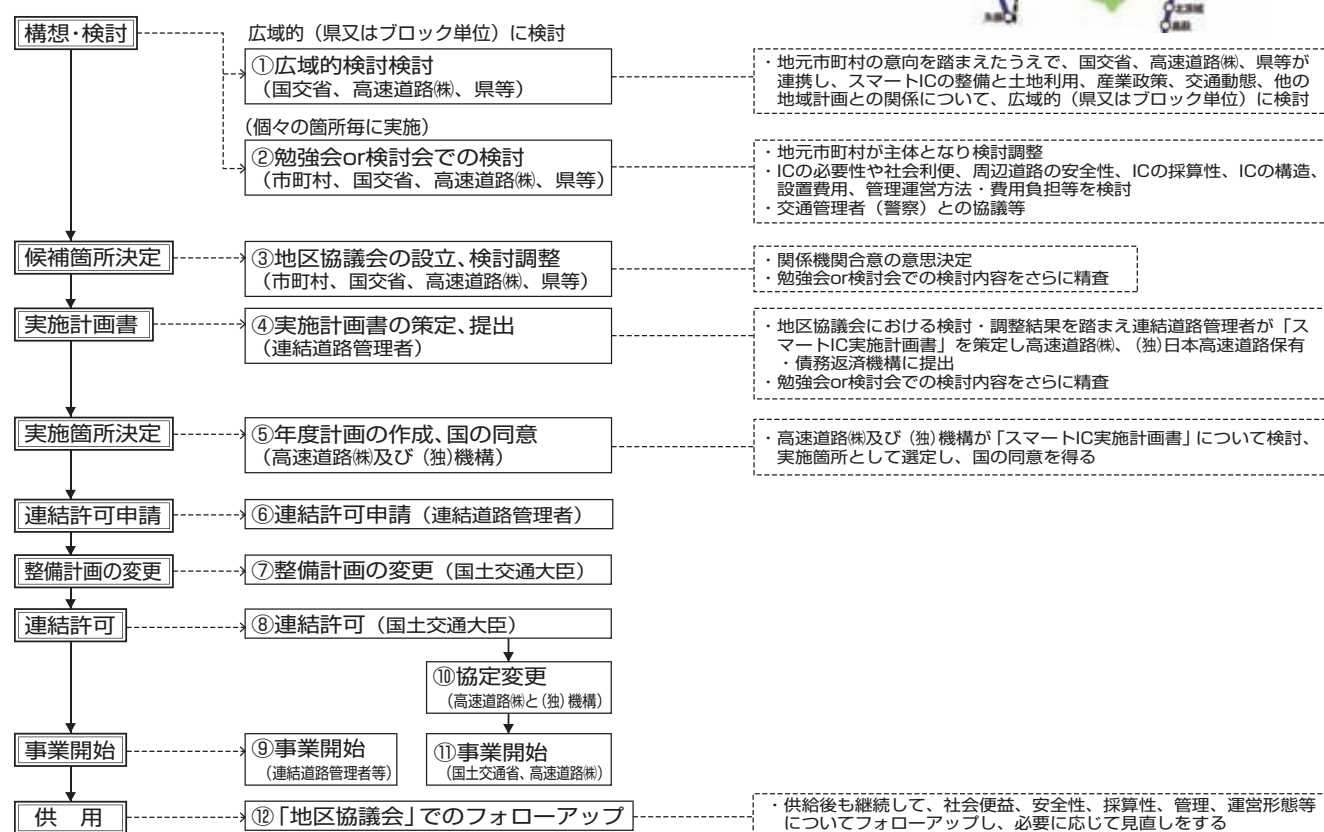 構想・検討
広域的（県又はブロック単位）に検討
①広域的検討検討
（国交省、高速道路㈱、県等）
・地元市町村の意向を踏まえたうえで、国交省、高速道路㈱、県等が
連携し、スマートICの整備と土地利用、産業政策、交通動態、他の
地域計画との関係について、広域的（県又はブロック単位）に検討
（個々の箇所毎に実施）
②勉強会or検討会での検討
（市町村、国交省、高速道路㈱、県等）
・地元市町村が主体となり検討調整
・ICの必要性や社会利便、周辺道路の安全性、ICの採算性、ICの構造、
設置費用、管理運営方法・費用負担等を検討
・交通管理者（警察）との協議等
候補箇所決定
③地区協議会の設立、検討調整
（市町村、国交省、高速道路㈱、県等）
・関係機関合意の意思決定
・勉強会or検討会での検討内容をさらに精査
実施計画書
④実施計画書の策定、提出
（連結道路管理者）
・地区協議会における検討・調整結果を踏まえ連結道路管理者が「ス
マートIC実施計画書」を策定し高速道路㈱、（独）日本高速道路保有
・債務返済機構に提出
・勉強会or検討会での検討内容をさらに精査
実施箇所決定
⑤年度計画の作成、国の同意
（高速道路㈱及び（独）機構）
・高速道路㈱及び（独）機構が「スマートIC実施計画書」について検討、
実施箇所として選定し、国の同意を得る
連結許可申請
⑥連結許可申請（連結道路管理者）
整備計画の変更
⑦整備計画の変更（国土交通大臣）
連結許可
⑧連結許可（国土交通大臣）
⑩協定変更
（高速道路㈱と（独）機構）
事業開始
⑨事業開始
（連結道路管理者等）
⑪事業開始
（国土交通省、高速道路㈱）
供　用
⑫「地区協議会」でのフォローアップ
・供給後も継続して、社会便益、安全性、採算性、管理、運営形態等
についてフォローアップし、必要に応じて見直しをする